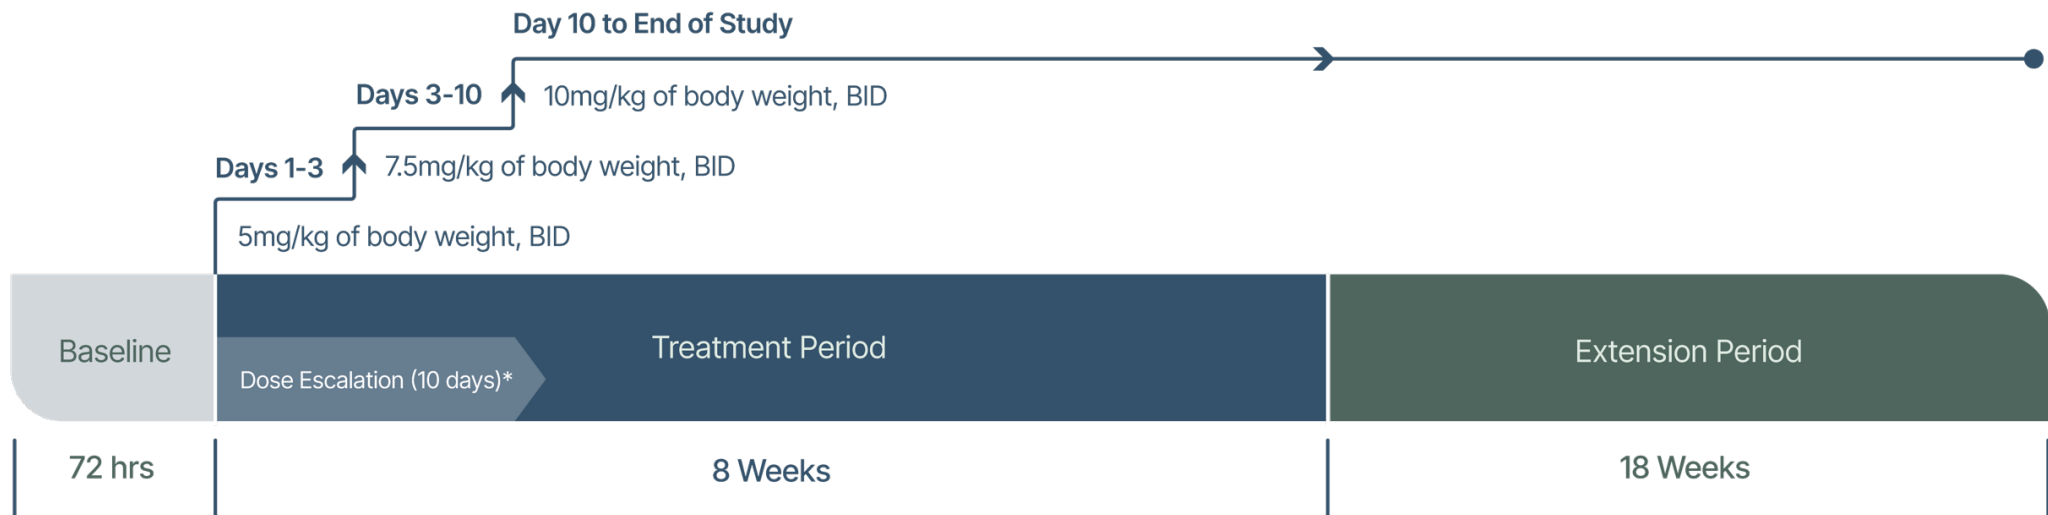 Day 10 to End of Study
Days 3-10
10mg/kg of body weight, BID
Days 1-3
7.5mg/kg of body weight, BID
5mg/kg of body weight, BID
Baseline
Treatment Period
Extension Period
Dose Escalation (10 days)*
72 hrs
8 Weeks
18 Weeks